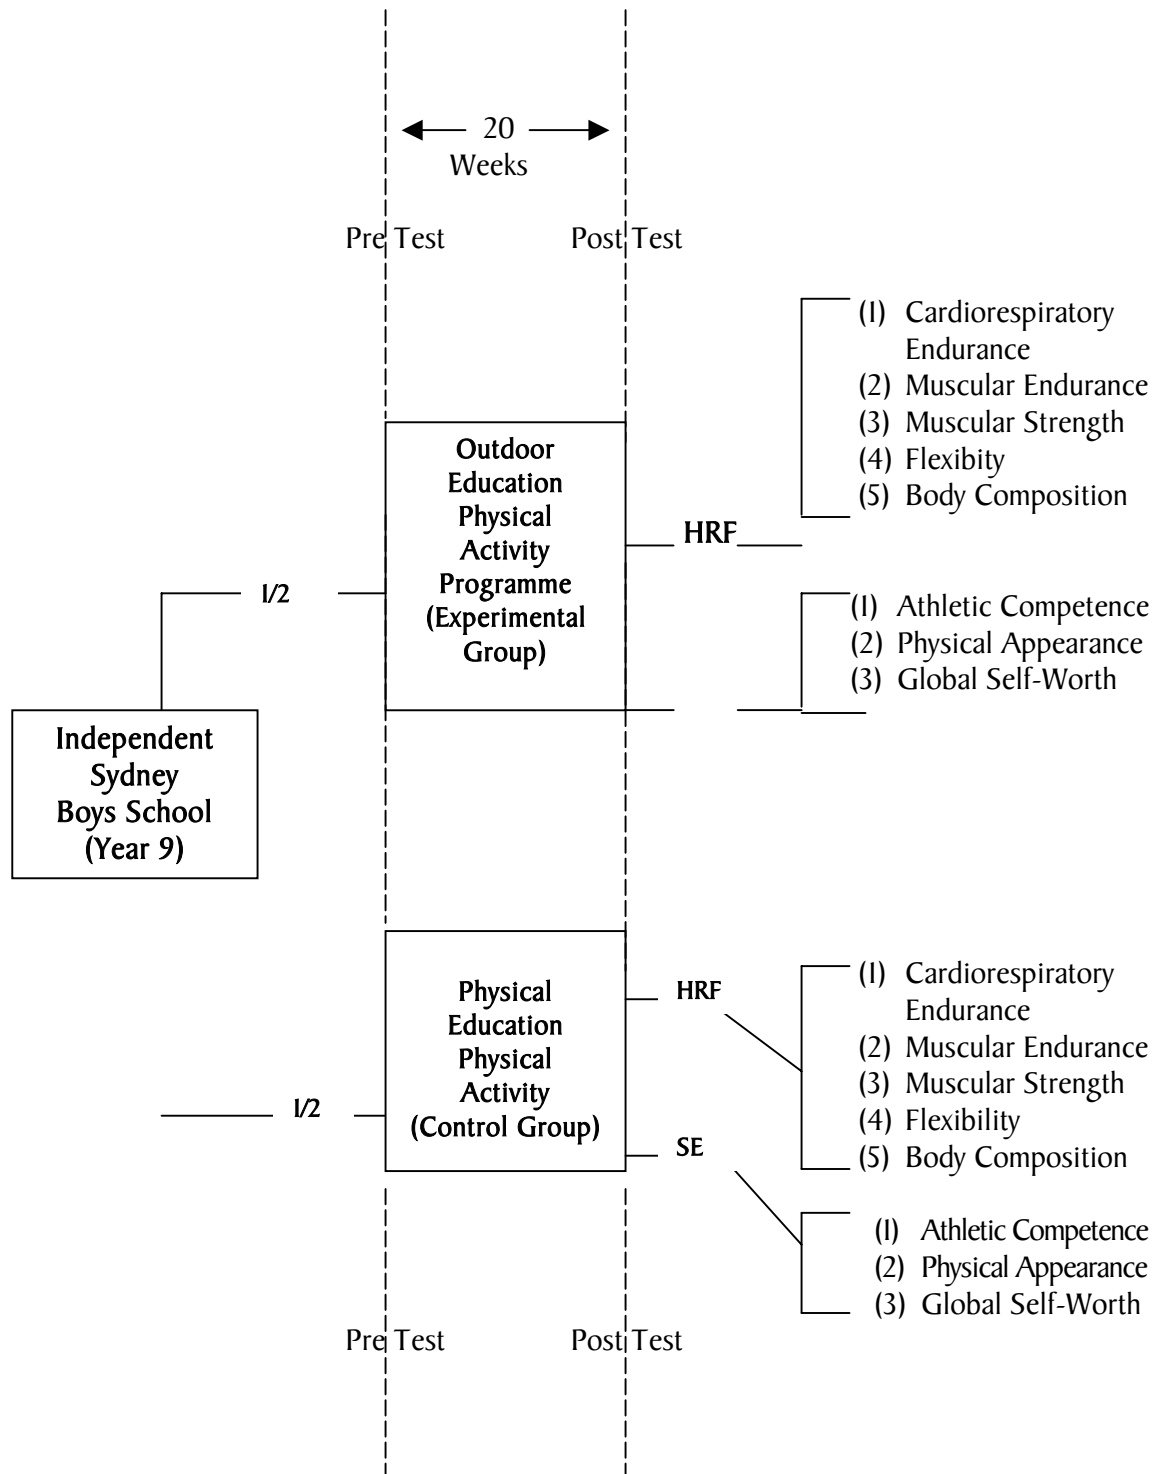 20
Weeks
Pre Test
Post Test
(1) Cardiorespiratory
Endurance
(2) Muscular Endurance
(3) Muscular Strength
(4) Flexibity
(5) Body Composition
Outdoor
Education
Physical
Activity
Programme
(Experimental
Group)
HRF
1/2
(1) Athletic Competence
(2) Physical Appearance
(3) Global Self-Worth
Independent
Sydney
Boys School
(Year 9)
Physical
Education
Physical
Activity
(Control Group)
HRF
(1) Cardiorespiratory
Endurance
(2) Muscular Endurance
(3) Muscular Strength
(4) Flexibility
(5) Body Composition
1/2
SE
(1) Athletic Competence
(2) Physical Appearance
(3) Global Self-Worth
Pre Test
Post Test